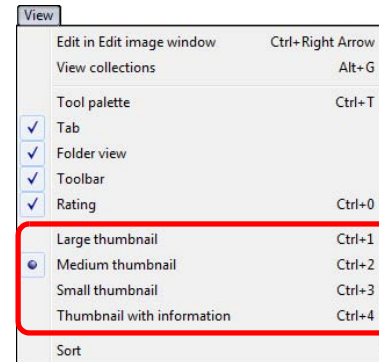 View
Edit in Edit image window Ctrl+Right Arrow
View collections Alt+G
Tool palette Ctrl+T
Tab
Folder view
Toolbar
Rating Ctrl+0
Large thumbnail Ctrl+1
Medium thumbnail Ctrl+2
Small thumbnail Ctrl+3
Thumbnail with information Ctrl+4
Sort